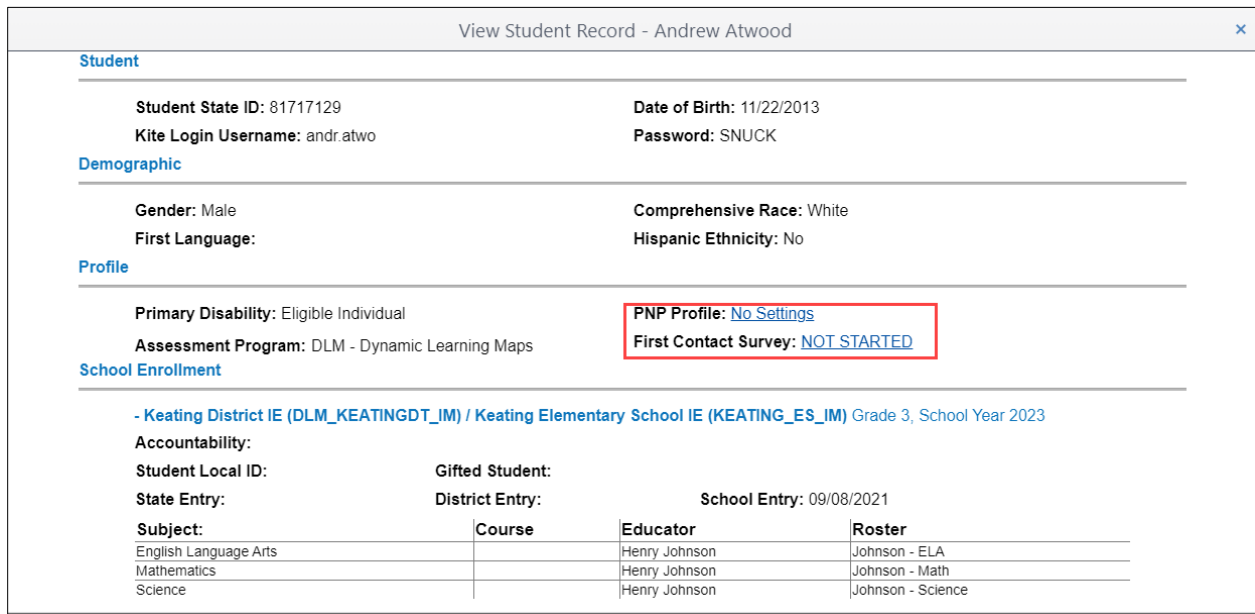 View Student Record - Andrew Atwood ×
Student
Student State ID: 81717129 Date of Birth: 11/22/2013
Kite Login Username: andr.atwo Password: SNUCK
Demographic
Gender: Male Comprehensive Race: White
First Language: Hispanic Ethnicity: No
Profile
Primary Disability: Eligible Individual PNP Profile: No Settings
Assessment Program: DLM - Dynamic Learning Maps First Contact Survey: NOT STARTED
School Enrollment
- Keating District IE (DLM_KEATINGDT_IM) / Keating Elementary School IE (KEATING_ES_IM) Grade 3, School Year 2023
Accountability:
Student Local ID: Gifted Student:
State Entry: District Entry: School Entry: 09/08/2021
Subject: Course Educator Roster
English Language Arts Henry Johnson Johnson - ELA
Mathematics Henry Johnson Johnson - Math
Science Henry Johnson Johnson - Science